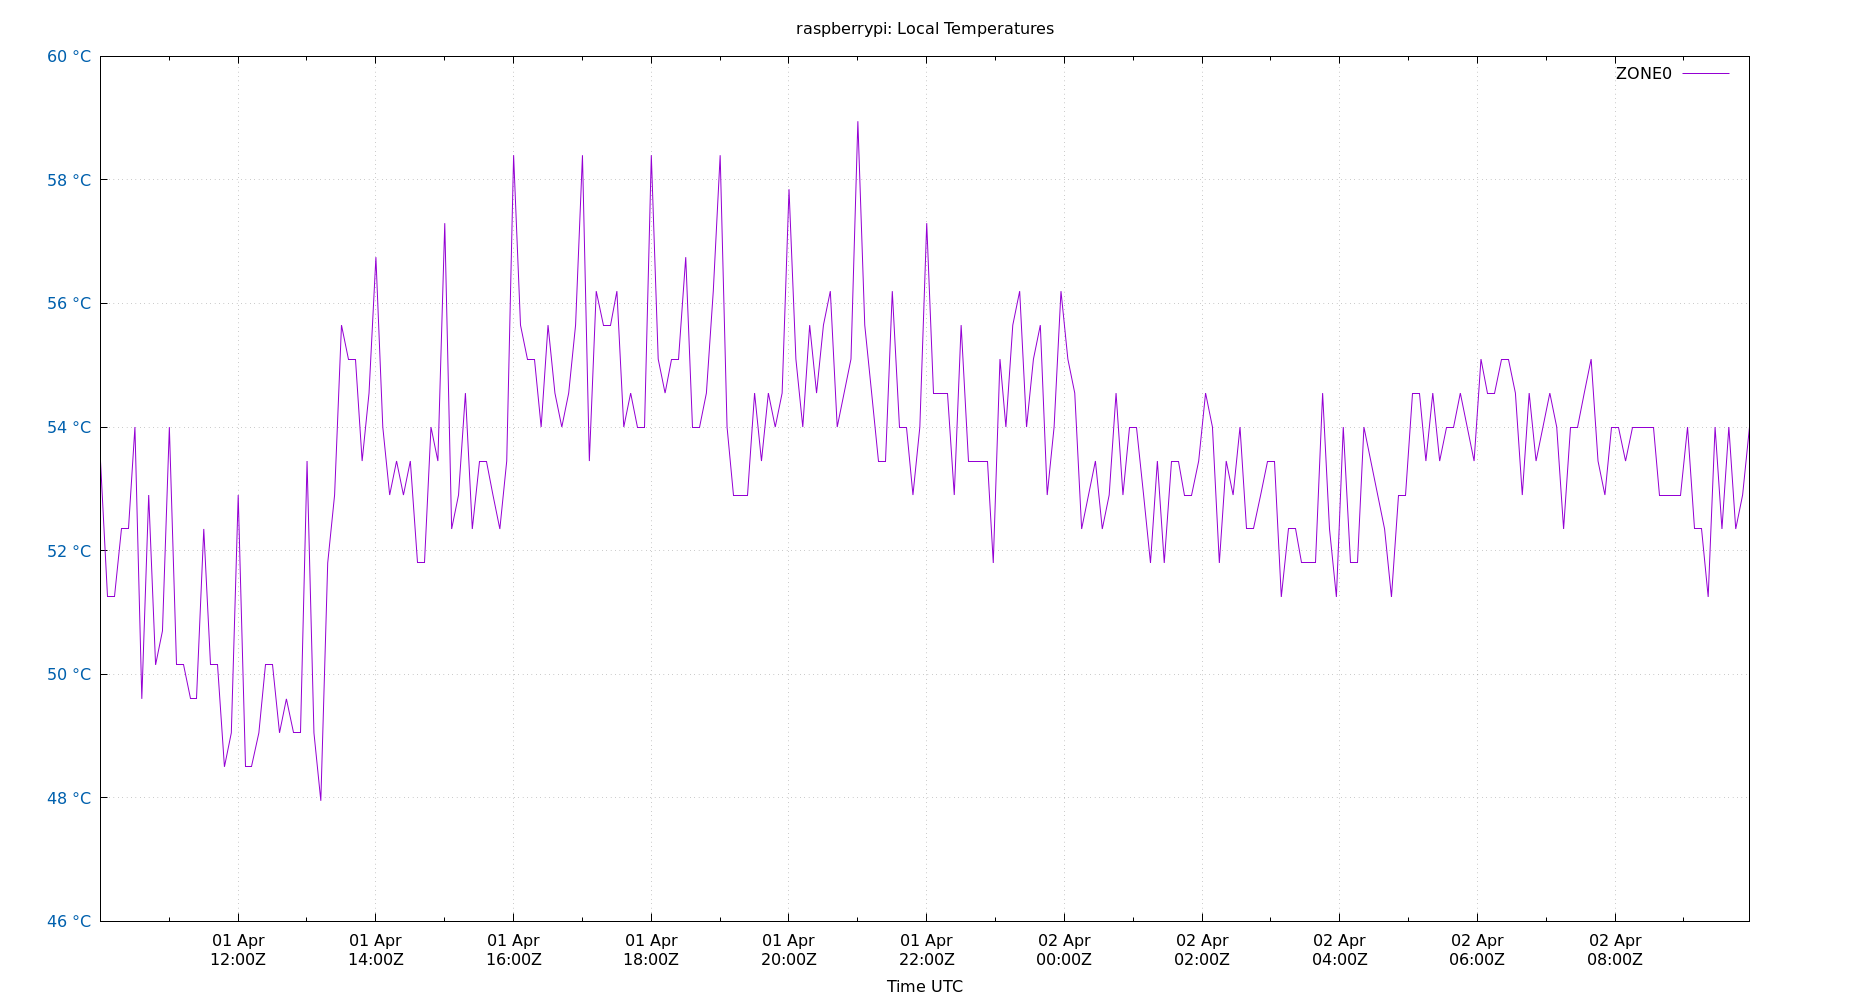 raspberrypi: Local Temperatures
ZONE0
60 °C
58 °C
56 °C
54 °C
52 °C
50 °C
48 °C
46 °C
01 Apr
12:00Z
01 Apr
14:00Z
01 Apr
16:00Z
01 Apr
18:00Z
01 Apr
20:00Z
01 Apr
22:00Z
02 Apr
00:00Z
02 Apr
02:00Z
02 Apr
04:00Z
02 Apr
06:00Z
02 Apr
08:00Z
Time UTC